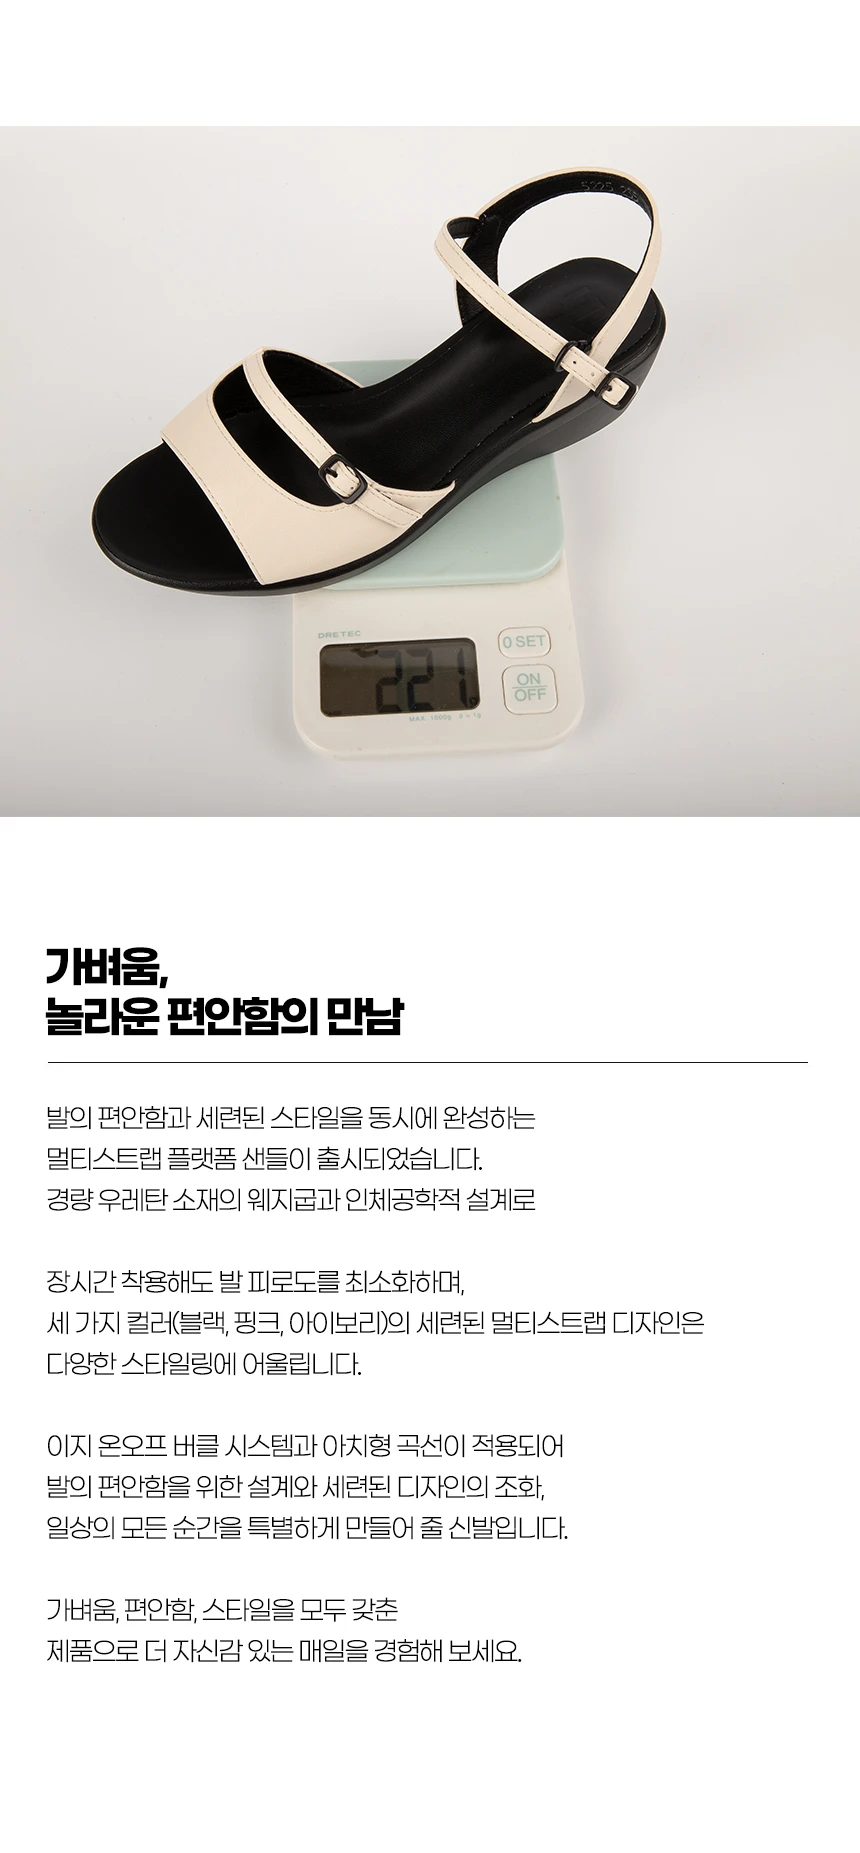 5225
DRETEC
0 SET
221
ON
OFF
MAX. 1000g
가벼움,
놀라운 편안함의 만남
발의 편안함과 세련된 스타일을 동시에 완성하는
멀티스트랩 플랫폼 샌들이 출시되었습니다.
경량 우레탄 소재의 웨지굽과 인체공학적 설계로
장시간 착용해도 발 피로도를 최소화하며,
세 가지 컬러(블랙, 핑크, 아이보리)의 세련된 멀티스트랩 디자인은
다양한 스타일링에 어울립니다.
이지 온오프 버클 시스템과 아치형 곡선이 적용되어
발의 편안함을 위한 설계와 세련된 디자인의 조화,
일상의 모든 순간을 특별하게 만들어 줄 신발입니다.
가벼움, 편안함, 스타일을 모두 갖춘
제품으로 더 자신감 있는 매일을 경험해 보세요.